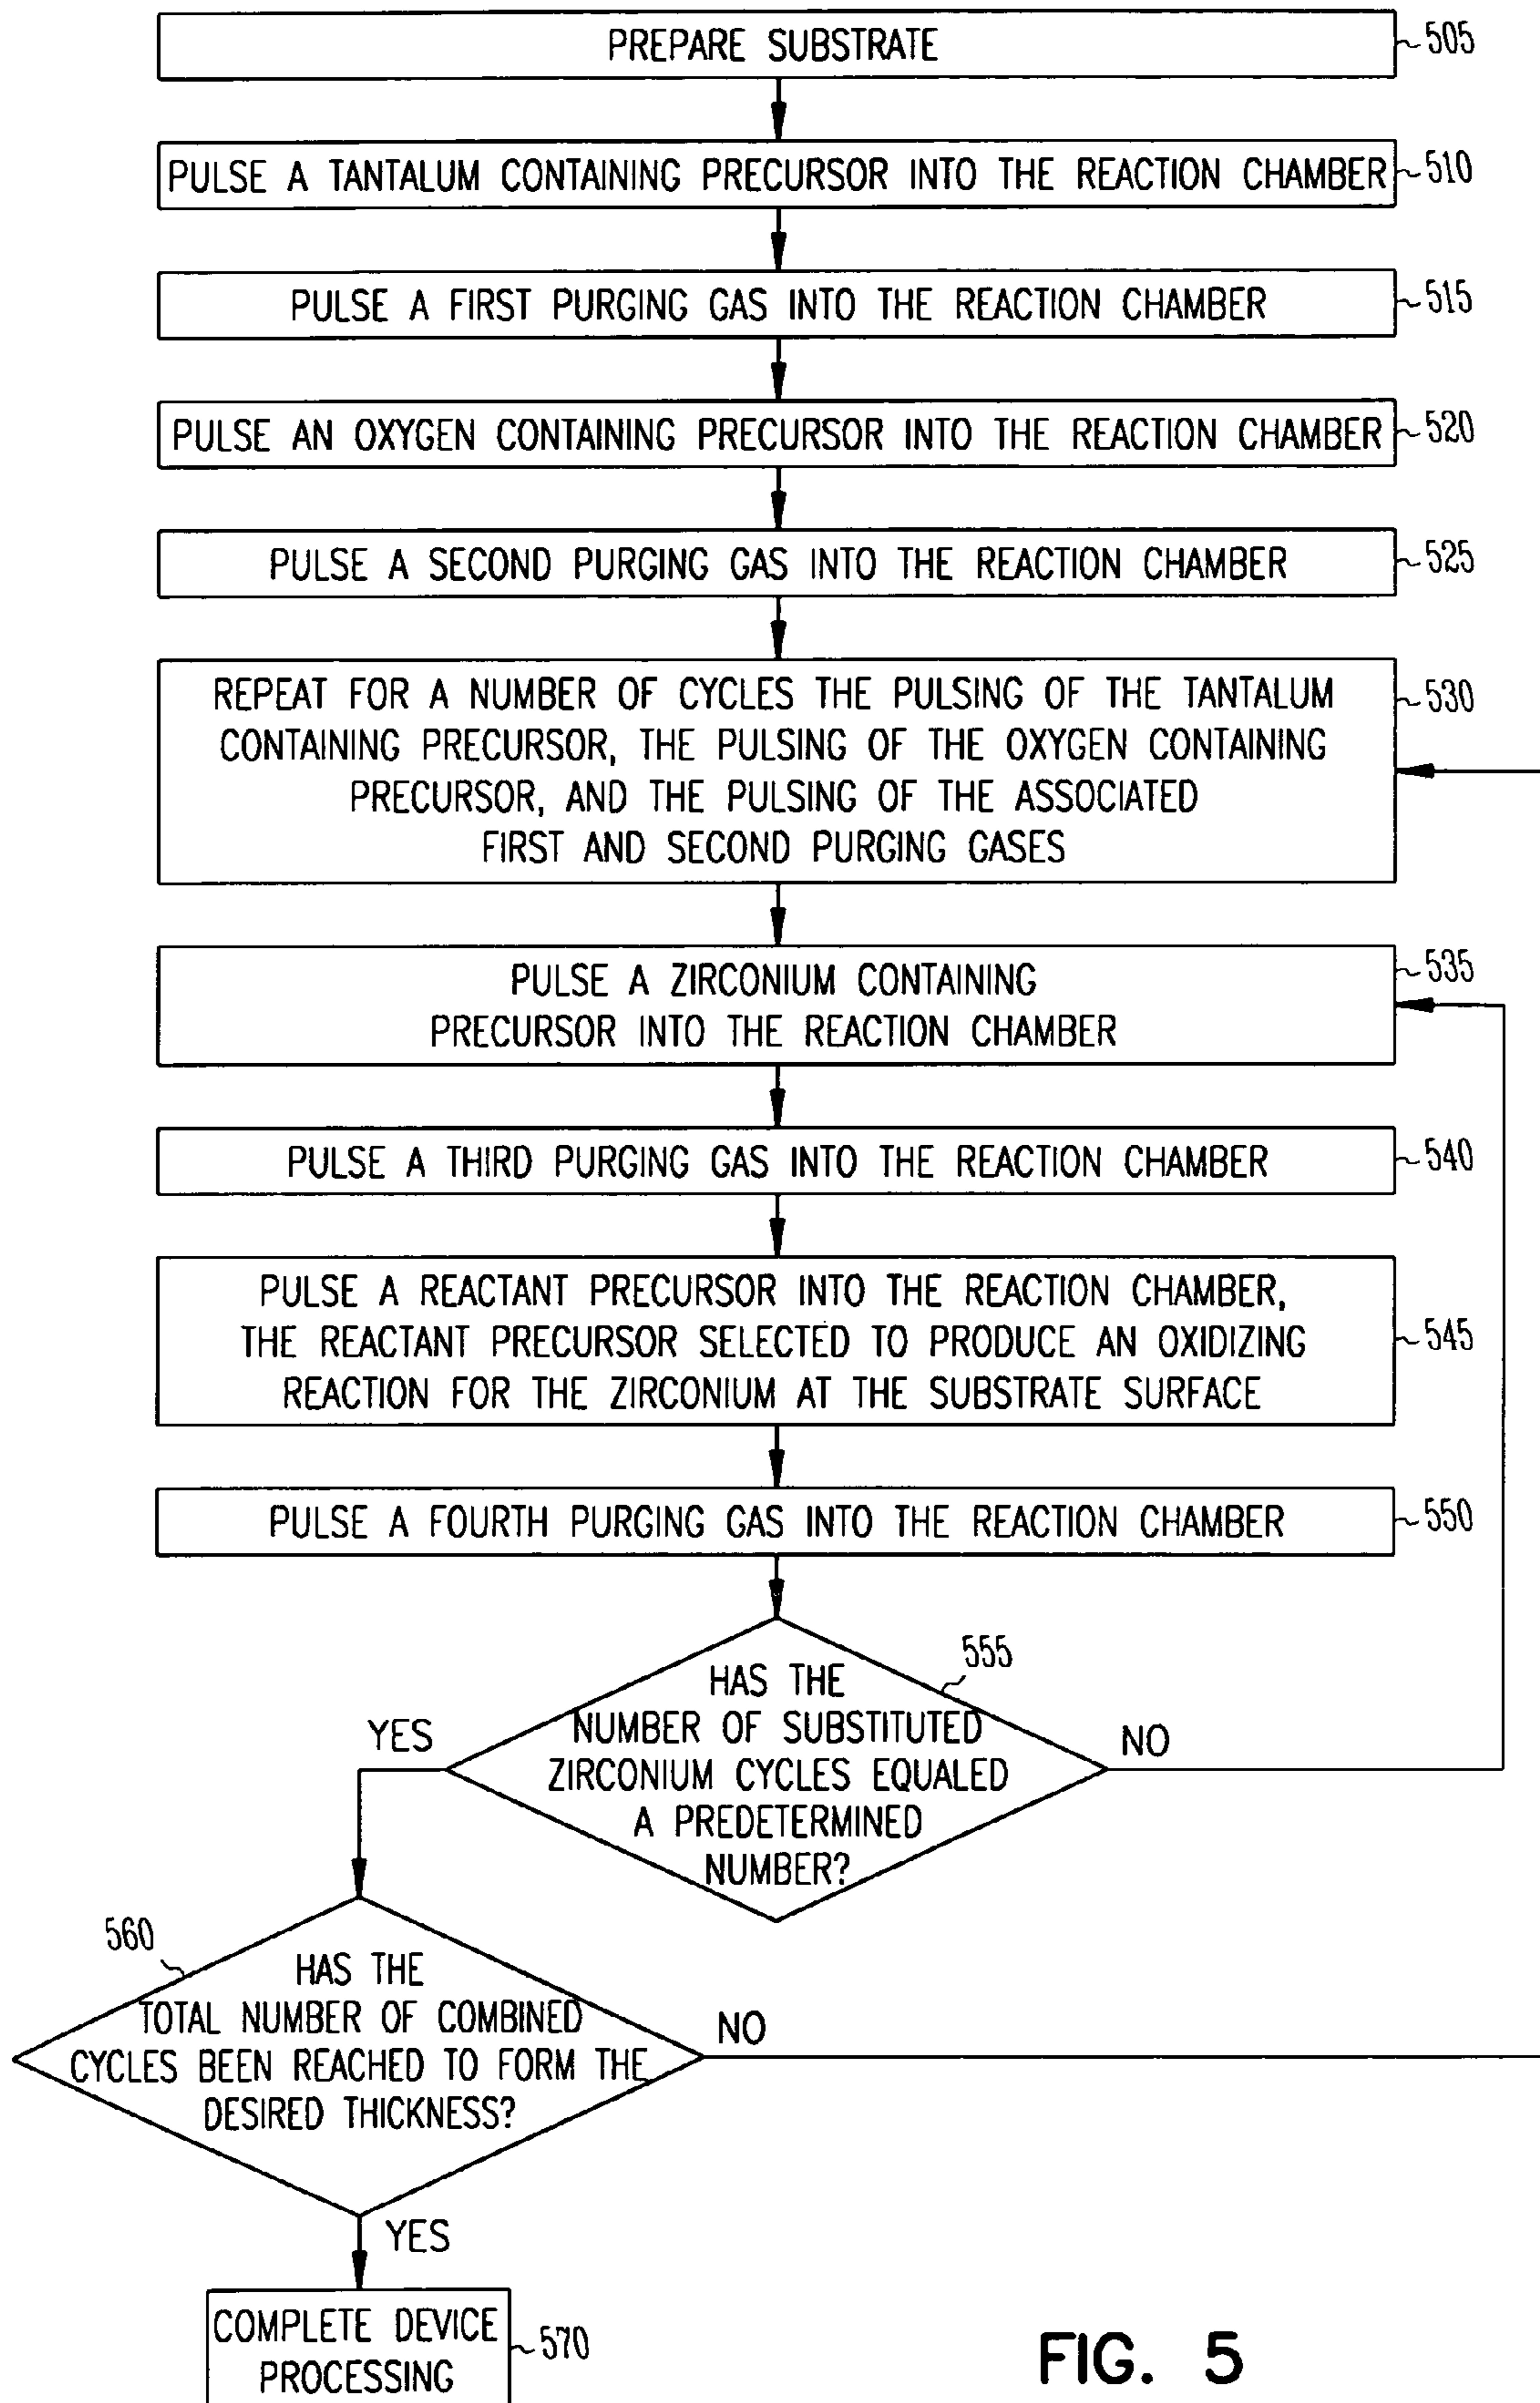 PREPARE SUBSTRATE
505
PULSE A TANTALUM CONTAINING PRECURSOR INTO THE REACTION CHAMBER
510
PULSE A FIRST PURGING GAS INTO THE REACTION CHAMBER
515
PULSE AN OXYGEN CONTAINING PRECURSOR INTO THE REACTION CHAMBER
520
PULSE A SECOND PURGING GAS INTO THE REACTION CHAMBER
525
REPEAT FOR A NUMBER OF CYCLES THE PULSING OF THE TANTALUM
CONTAINING PRECURSOR, THE PULSING OF THE OXYGEN CONTAINING
PRECURSOR, AND THE PULSING OF THE ASSOCIATED
FIRST AND SECOND PURGING GASES
530
PULSE A ZIRCONIUM CONTAINING
PRECURSOR INTO THE REACTION CHAMBER
535
PULSE A THIRD PURGING GAS INTO THE REACTION CHAMBER
540
PULSE A REACTANT PRECURSOR INTO THE REACTION CHAMBER,
THE REACTANT PRECURSOR SELECTED TO PRODUCE AN OXIDIZING
REACTION FOR THE ZIRCONIUM AT THE SUBSTRATE SURFACE
545
PULSE A FOURTH PURGING GAS INTO THE REACTION CHAMBER
550
HAS THE
NUMBER OF SUBSTITUTED
ZIRCONIUM CYCLES EQUALED
A PREDETERMINED
NUMBER?
555
YES
NO
HAS THE
TOTAL NUMBER OF COMBINED
CYCLES BEEN REACHED TO FORM THE
DESIRED THICKNESS?
560
NO
YES
COMPLETE DEVICE
PROCESSING
570
FIG. 5